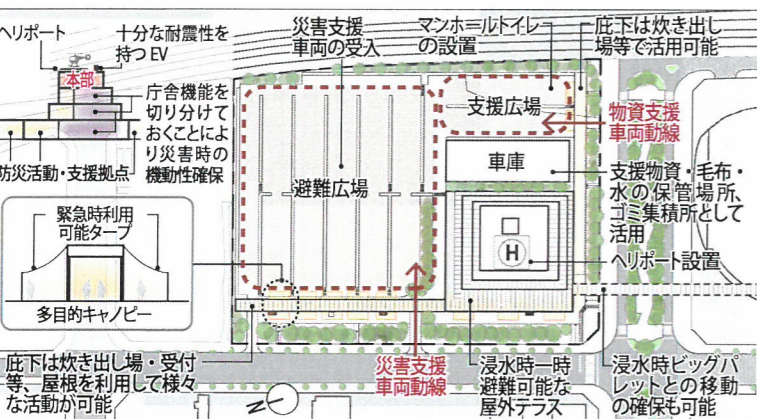 ヘリポート
十分な耐震性を
持つEV
本部
庁舎機能を
切り分けて
おくことによ
り災害時の
機動性確保
防災活動・支援拠点
緊急時利用
可能タープ
多目的キャノピー
災害支援
車両の受入
マンホールトイレ
の設置
庇下は炊き出し
場等で活用可能
支援広場
物資支援
車両動線
車庫
支援物資・毛布・
水の保管場所、
ゴミ集積所として
活用
避難広場
H
ヘリポート設置
庇下は炊き出し場・受付
等、屋根を利用して様々
な活動が可能
災害支援
車両動線
浸水時一時
避難可能な
屋外テラス
浸水時ビッグパ
レットとの移動
の確保も可能
N